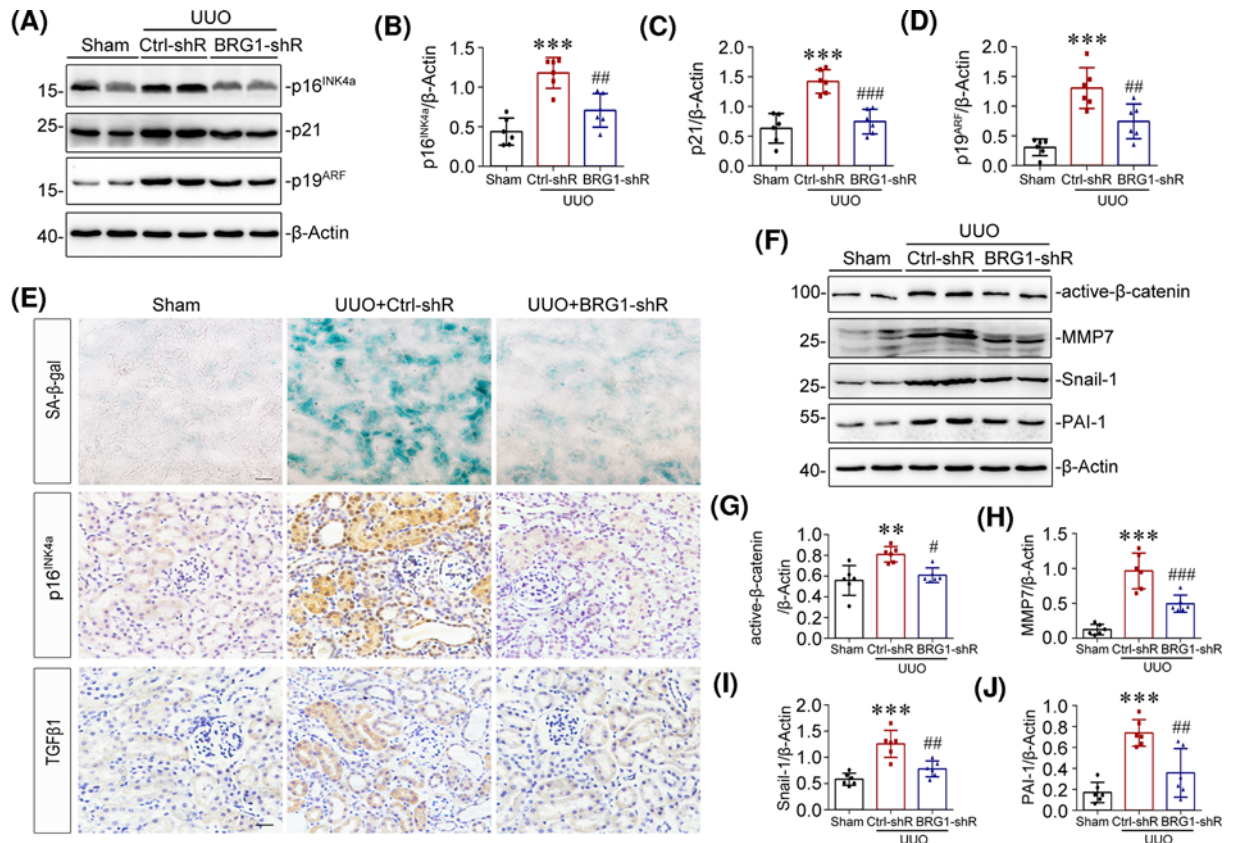 (A)
UUO
Sham Ctrl-shR BRG1-shR
15-
-p16INK4a
25-
-p21
15-
-p19ARF
40-
-β-Actin
(B)
p16INK4a/β-Actin
1.5
1.0
0.5
0.0
***
##
Sham Ctrl-shR BRG1-shR
UUO
(C)
p21/β-Actin
2.0
1.5
1.0
0.5
0.0
***
###
Sham Ctrl-shR BRG1-shR
UUO
(D)
p19ARF/β-Actin
2.0
1.5
1.0
0.5
0.0
***
##
Sham Ctrl-shR BRG1-shR
UUO
(E)
Sham UUO+Ctrl-shR UUO+BRG1-shR
SA-β-gal
p16INK4a
TGFβ1
(F)
UUO
Sham Ctrl-shR BRG1-shR
100-
-active-β-catenin
25-
-MMP7
25-
-Snail-1
55-
-PAI-1
40-
-β-Actin
(G)
active-β-catenin
/β-Actin
1.0
0.8
0.6
0.4
0.2
0.0
**
#
Sham Ctrl-shR BRG1-shR
UUO
(H)
MMP7/β-Actin
1.5
1.0
0.5
0.0
***
###
Sham Ctrl-shR BRG1-shR
UUO
(I)
Snail-1/β-Actin
2.0
1.5
1.0
0.5
0.0
***
##
Sham Ctrl-shR BRG1-shR
UUO
(J)
PAI-1/β-Actin
1.0
0.8
0.6
0.4
0.2
0.0
***
##
Sham Ctrl-shR BRG1-shR
UUO